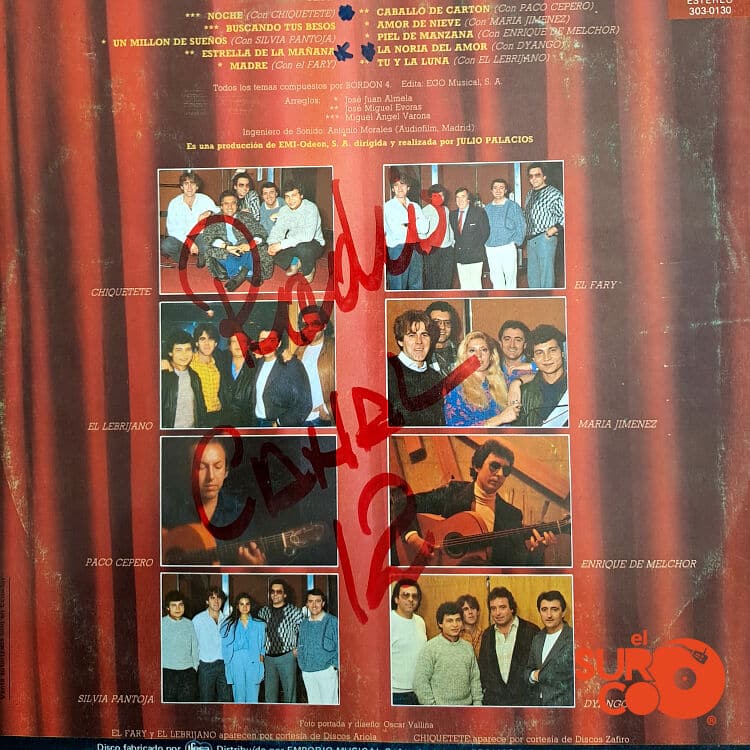 ESTEREO
303-0130
*** NOCHE (Con CHIQUETETE)
*** BUSCANDO TUS BESOS
* UN MILLON DE SUEÑOS (Con SILVIA PANTOJA)
** ESTRELLA DE LA MAÑANA
* MADRE (Con el FARY)
** CABALLO DE CARTON (Con PACO CEPERO)
* AMOR DE NIEVE (Con MARIA JIMENEZ)
* PIEL DE MANZANA (Con ENRIQUE DE MELCHOR)
LA NORIA DEL AMOR (Con DYANGO)
** TU Y LA LUNA (Con EL LEBRIJANO)
Todos los temas compuestos por BORDON 4. Edita: EGO Musical, S. A.
Arreglos: * José Juan Almela
** José Miguel Evoras
*** Miguel Angel Varona
Ingeniero de Sonido: Antonio Morales (Audiofilm, Madrid)
Es una producción de EMI-Odeon, S. A. dirigida y realizada por JULIO PALACIOS
Radio
CANAL
12
CHIQUETETE
EL FARY
EL LEBRIJANO
MARIA JIMENEZ
PACO CEPERO
ENRIQUE DE MELCHOR
SILVIA PANTOJA
DYANGO
el
SURCO
®
Foto portada y diseño: Oscar Vallina
EL FARY y EL LEBRIJANO aparecen por cortesía de Discos Ariola
CHIQUETETE aparece por cortesía de Discos Zafiro
Disco fabricado por
Distribuido por EMPORIO MUSICAL